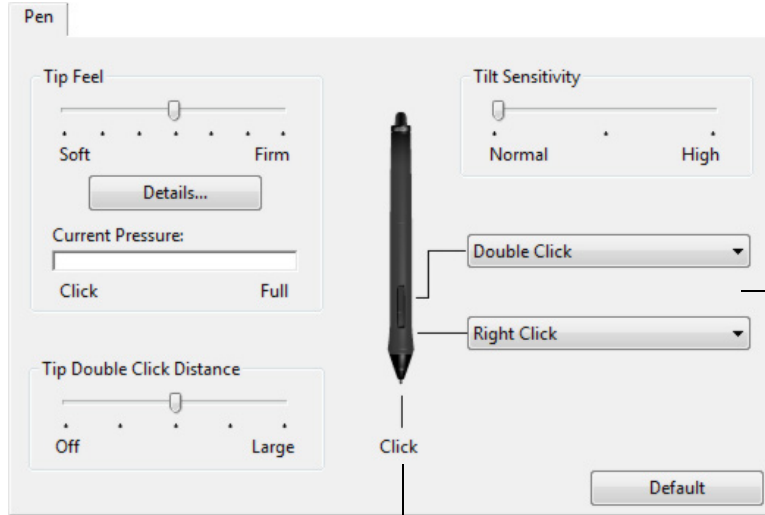 Pen
Tip Feel
Soft Firm
Details...
Current Pressure:
Click Full
Tip Double Click Distance
Off Large
Click
Tilt Sensitivity
Normal High
Double Click
Right Click
Default